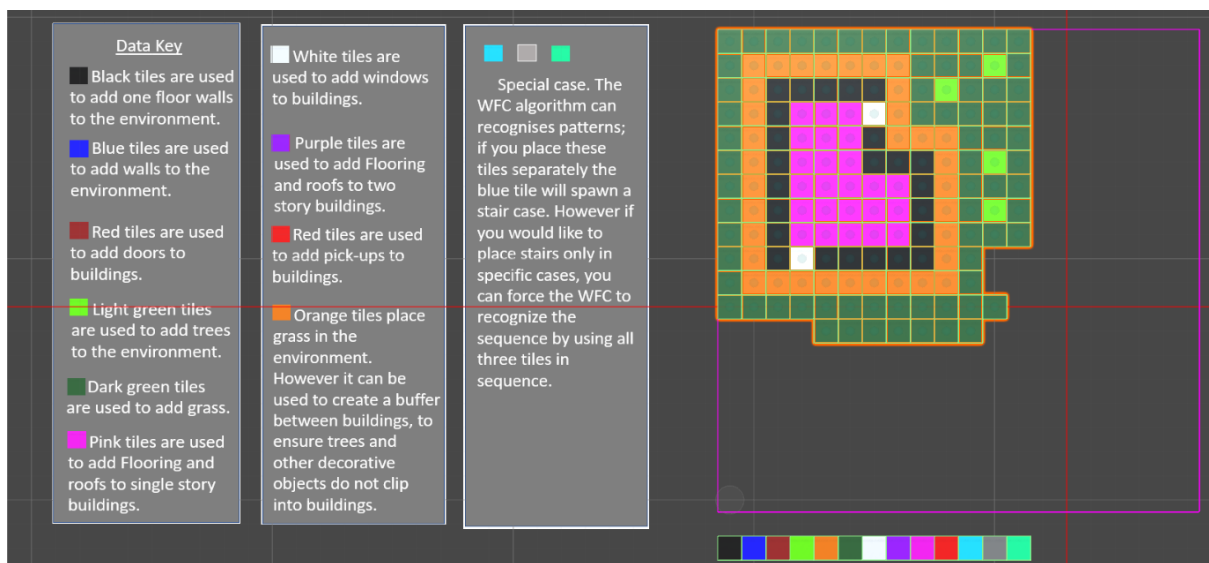 Data Key
Black tiles are used
to add one floor walls
to the environment.
Blue tiles are used
to add walls to the
environment.
Red tiles are used
to add doors to
buildings.
Light green tiles
are used to add trees
to the environment.
Dark green tiles
are used to add grass.
Pink tiles are used
to add Flooring and
roofs to single story
buildings.
White tiles are
used to add windows
to buildings.
Purple tiles are
used to add Flooring
and roofs to two
story buildings.
Red tiles are used
to add pick-ups to
buildings.
Orange tiles place
grass in the
environment.
However it can be
used to create a buffer
between buildings, to
ensure trees and
other decorative
objects do not clip
into buildings.
Special case. The
WFC algorithm can
recognises patterns;
if you place these
tiles separately the
blue tile will spawn a
stair case. However if
you would like to
place stairs only in
specific cases, you
can force the WFC to
recognize the
sequence by using all
three tiles in
sequence.